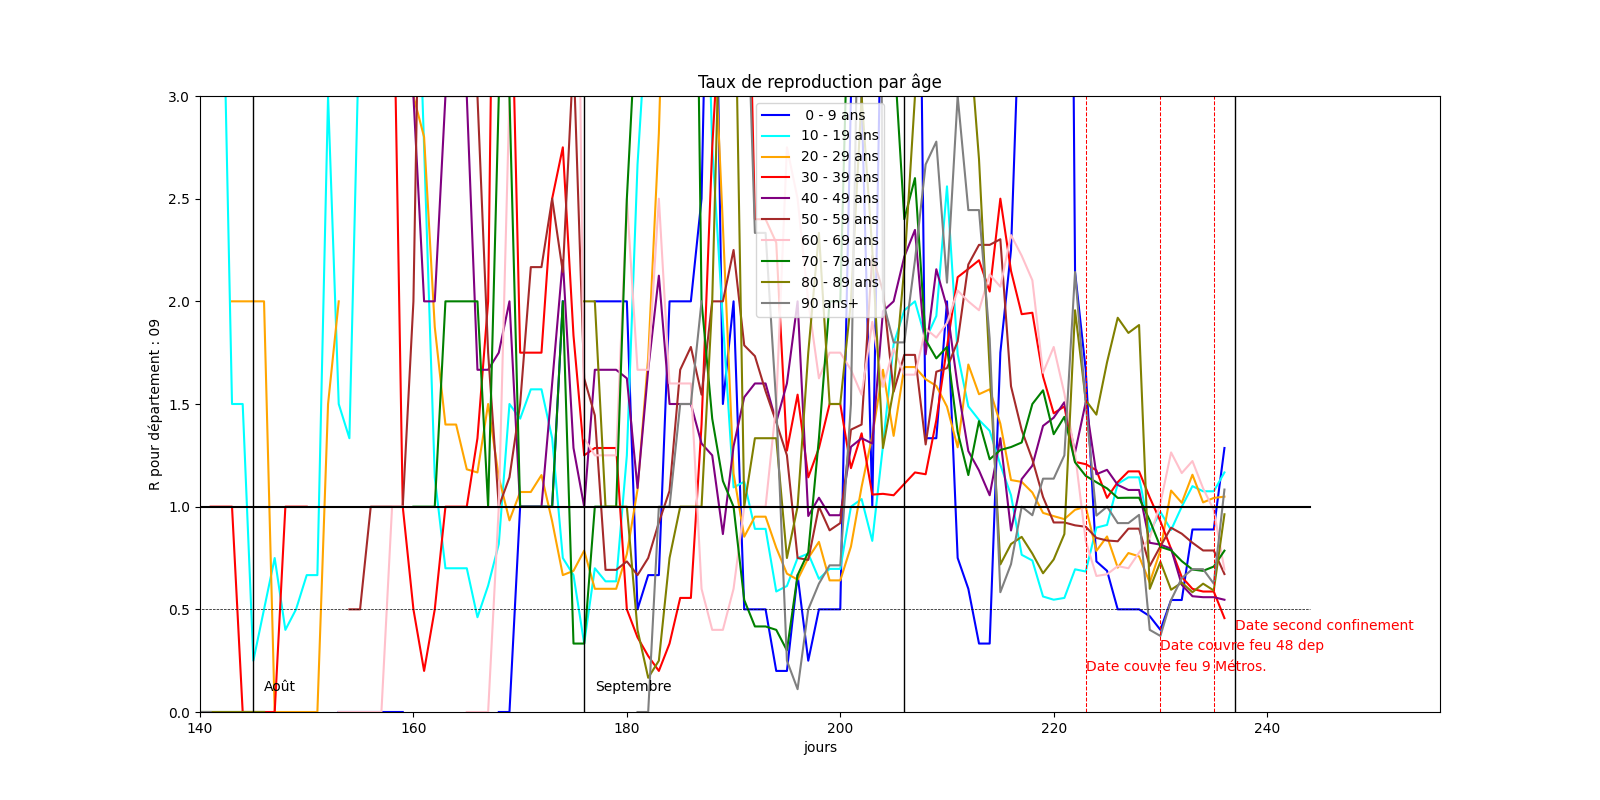 Taux de reproduction par âge
R pour département : 09
3.0
2.5
2.0
1.5
1.0
0.5
0.0
0 - 9 ans
10 - 19 ans
20 - 29 ans
30 - 39 ans
40 - 49 ans
50 - 59 ans
60 - 69 ans
70 - 79 ans
80 - 89 ans
90 ans+
Date second confinement
Date couvre feu 48 dep
Date couvre feu 9 Métros.
Août
Septembre
140
160
180
200
220
240
jours